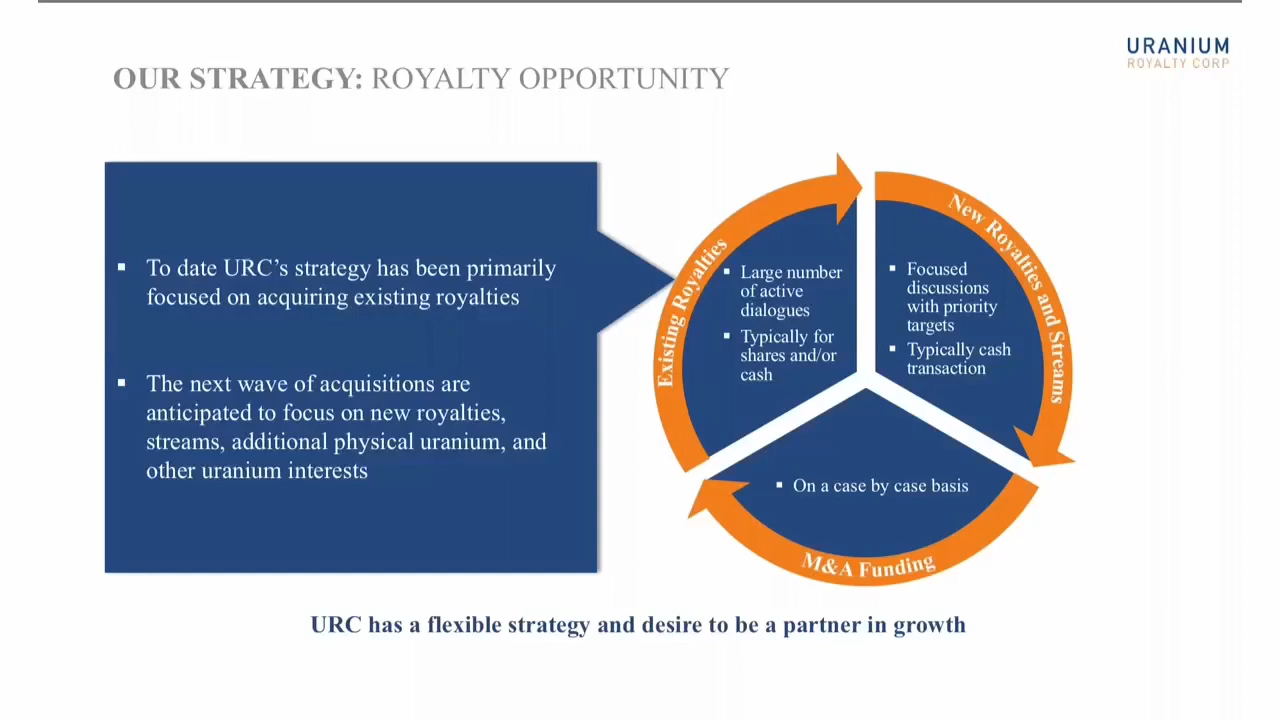 URANIUM
ROYALTY CORP
OUR STRATEGY: ROYALTY OPPORTUNITY
▪ To date URC’s strategy has been primarily
focused on acquiring existing royalties
▪ The next wave of acquisitions are
anticipated to focus on new royalties,
streams, additional physical uranium, and
other uranium interests
Existing Royalties
▪ Large number
of active
dialogues
▪ Typically for
shares and/or
cash
New Royalties and Streams
▪ Focused
discussions
with priority
targets
▪ Typically cash
transaction
▪ On a case by case basis
M&A Funding
URC has a flexible strategy and desire to be a partner in growth